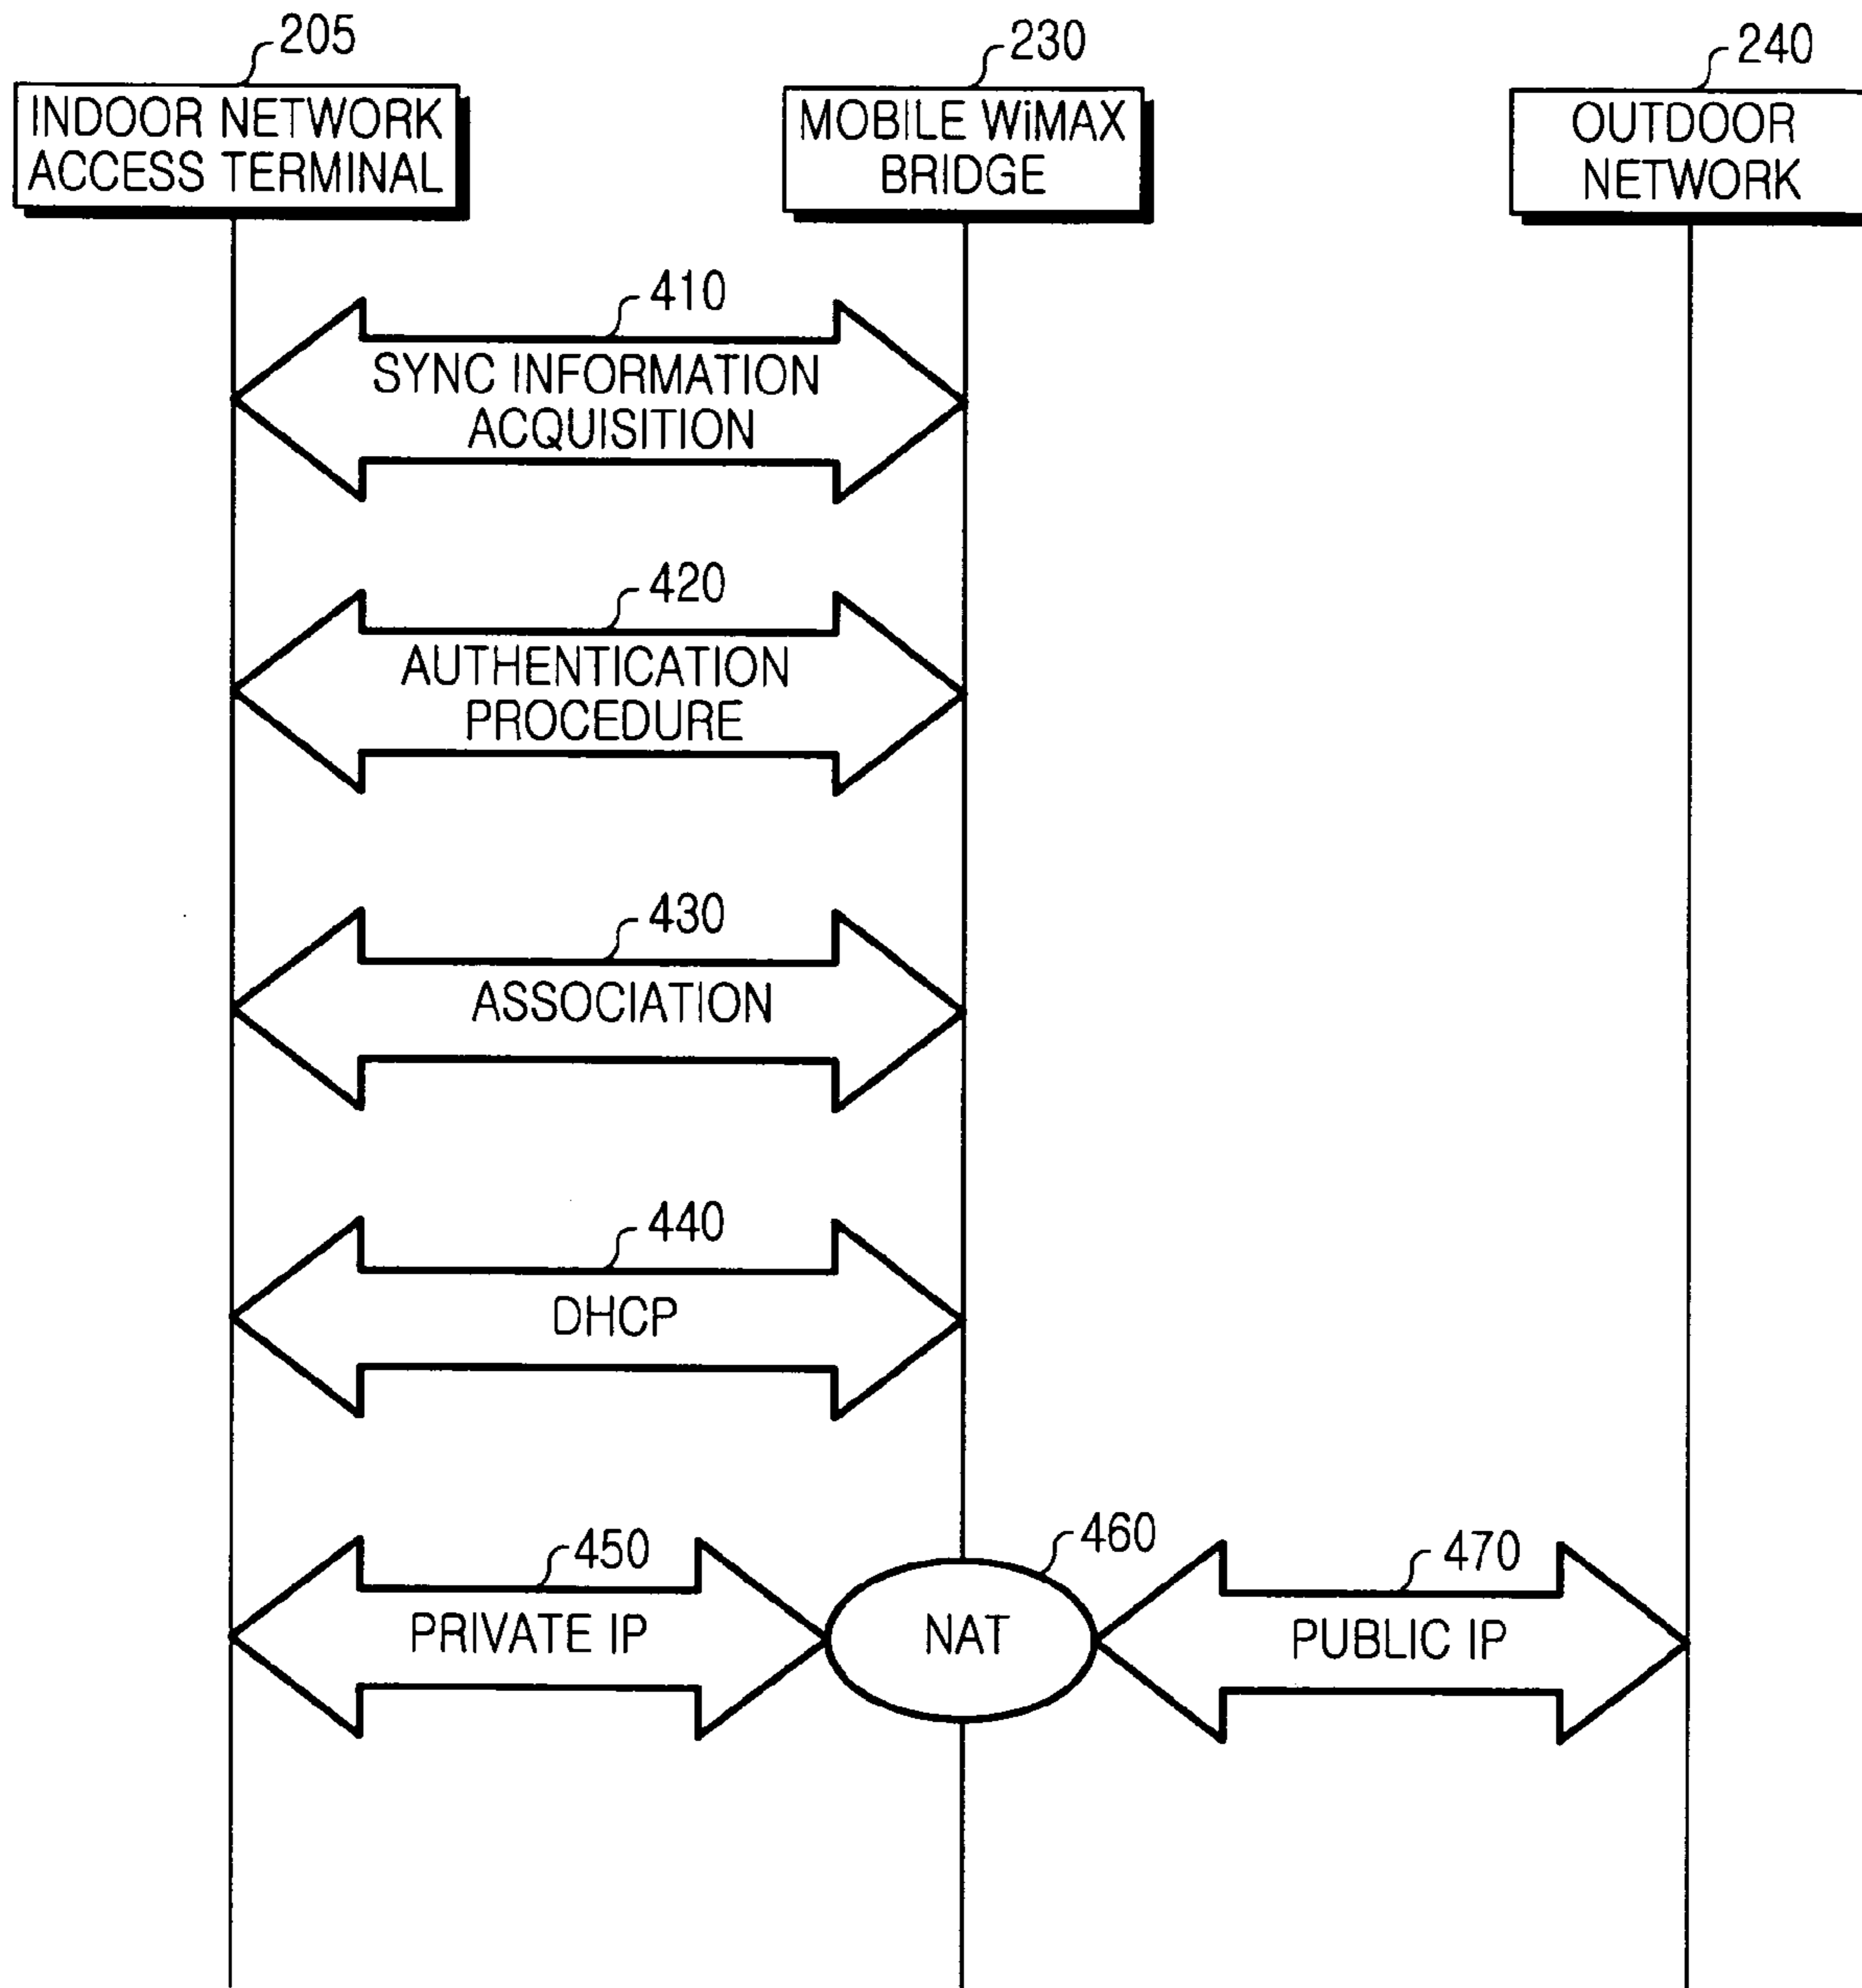 205
230
240
INDOOR NETWORK
ACCESS TERMINAL
MOBILE WiMAX
BRIDGE
OUTDOOR
NETWORK
410
SYNC INFORMATION
ACQUISITION
420
AUTHENTICATION
PROCEDURE
430
ASSOCIATION
440
DHCP
450
460
470
PRIVATE IP
NAT
PUBLIC IP